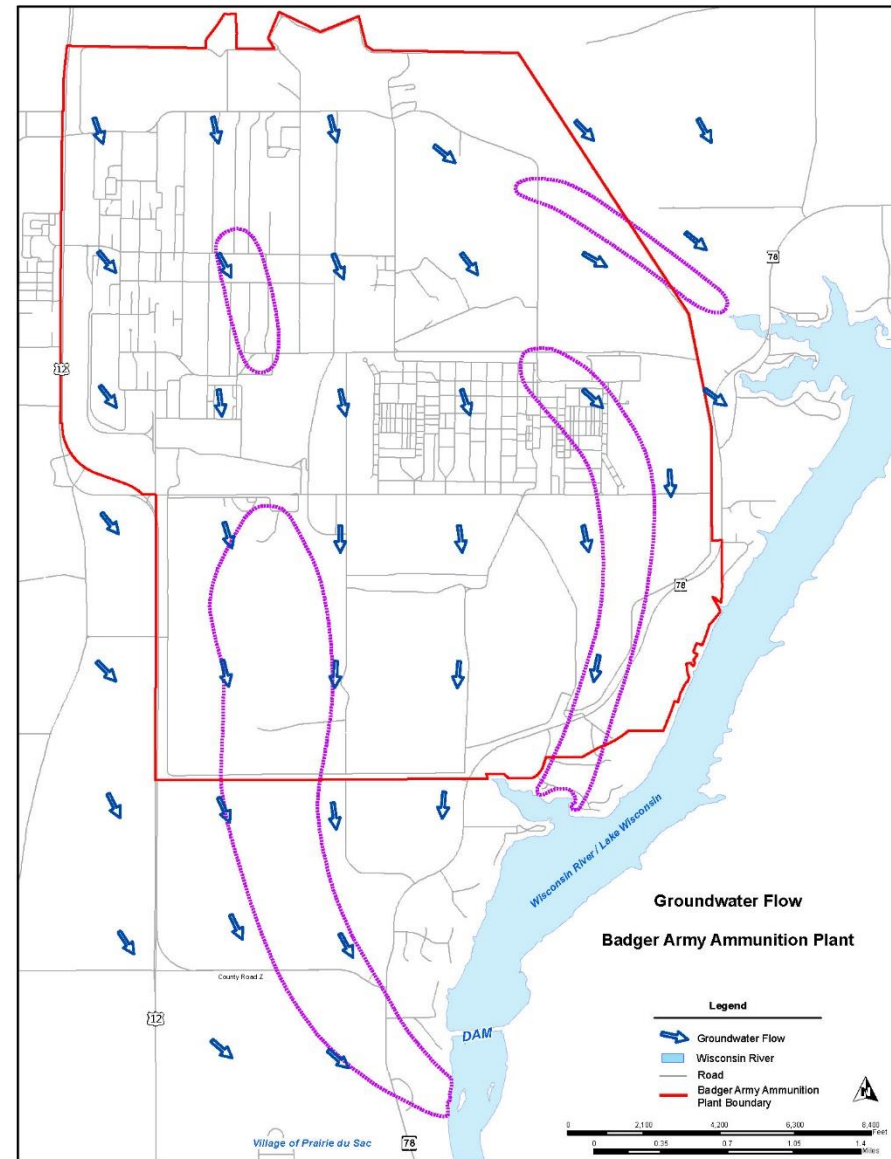 78
12
78
Wisconsin River / Lake Wisconsin
Groundwater Flow
Badger Army Ammunition Plant
County Road Z
12
DAM
Village of Prairie du Sac
78
Legend
Groundwater Flow
Wisconsin River
Road
Badger Army Ammunition
Plant Boundary
N
0 2,100 4,200 6,300 8,400
Feet
0 0.35 0.7 1.05 1.4
Miles